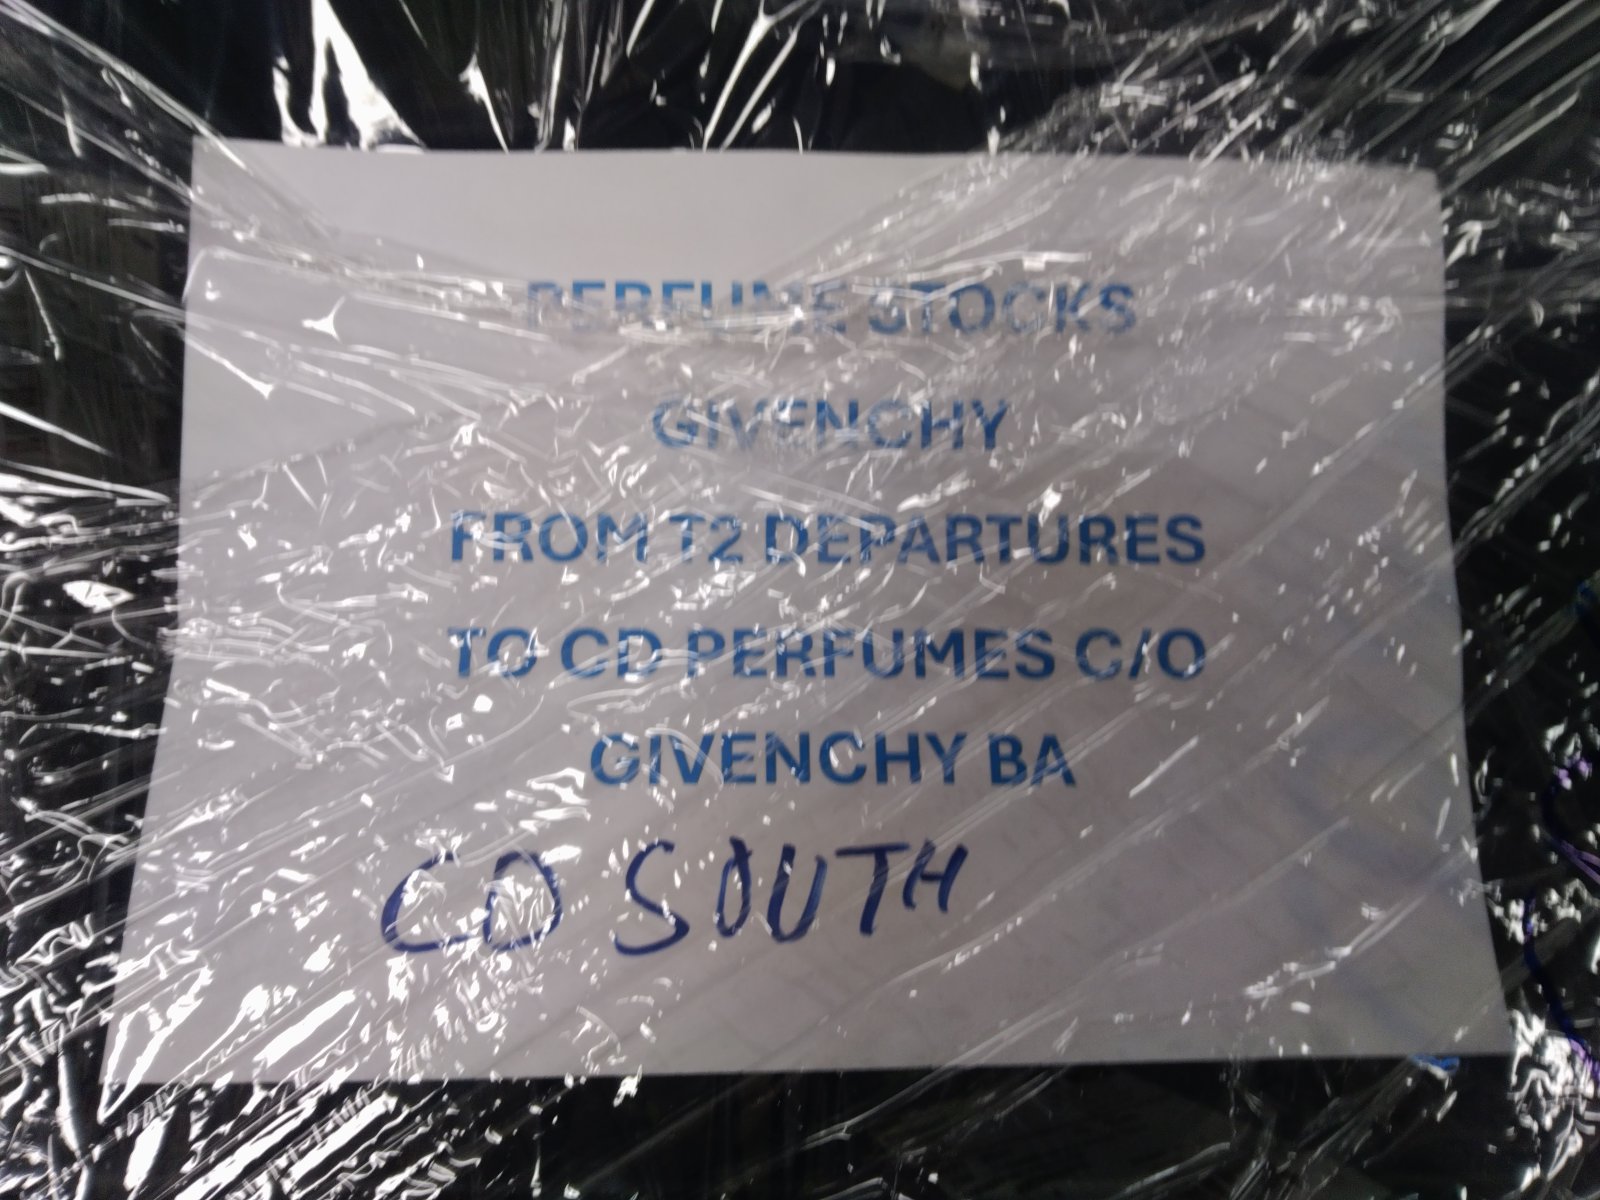 PERFUME STOCKS
GIVENCHY
FROM T2 DEPARTURES
TO CD PERFUMES C/O
GIVENCHY BA
CD SOUTH